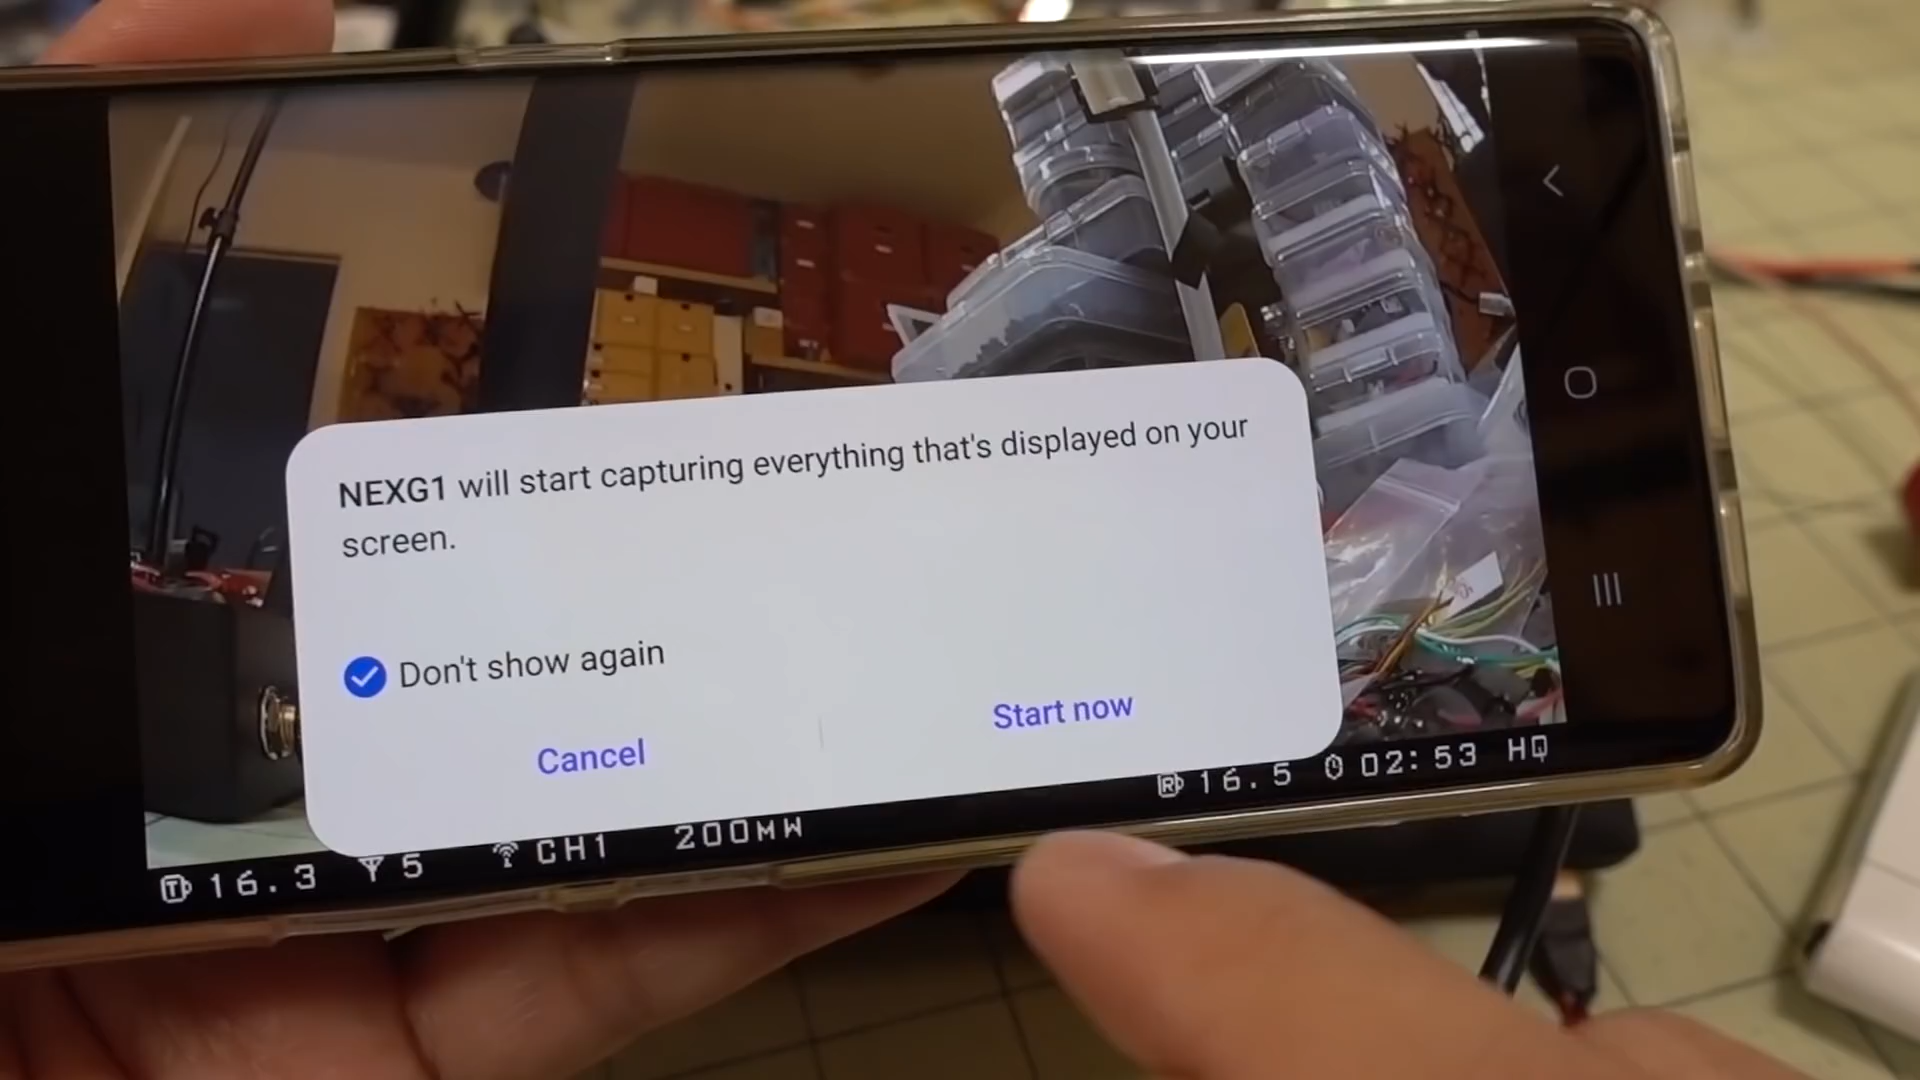 NEXG1 will start capturing everything that's displayed on your
screen.
Don't show again
Cancel
Start now
T 16.3 5 CH1 200MW R 16.5 02:53 HQ